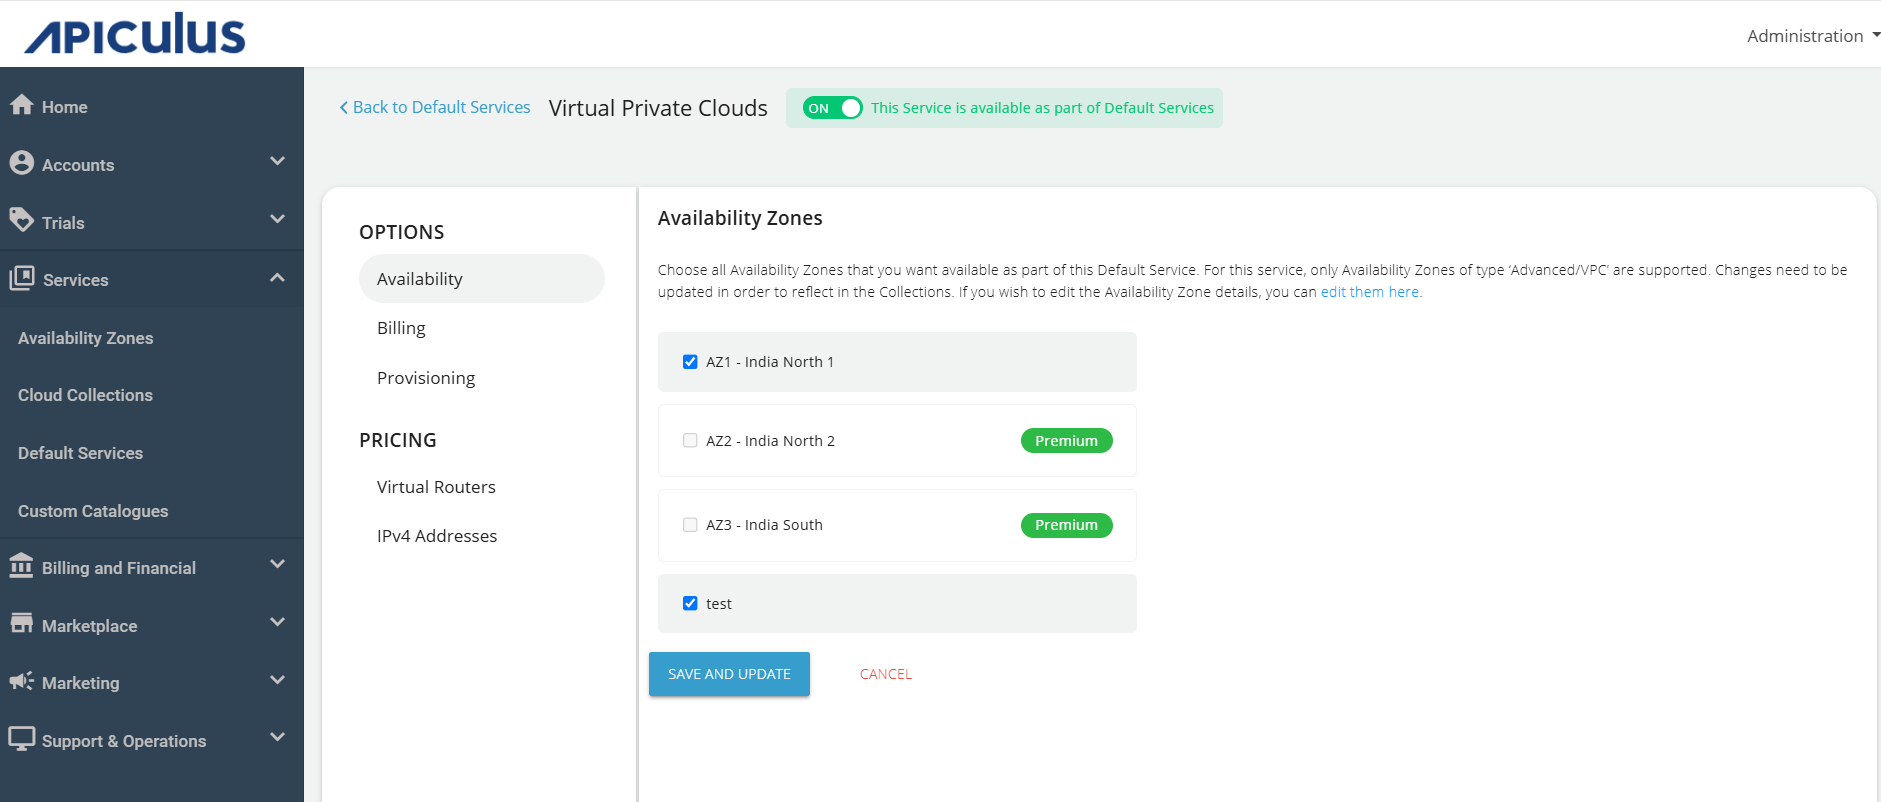 APICULUS
Administration
Home
Accounts
Trials
Services
Availability Zones
Cloud Collections
Default Services
Custom Catalogues
Billing and Financial
Marketplace
Marketing
Support & Operations
Back to Default Services
Virtual Private Clouds
ON This Service is available as part of Default Services
OPTIONS
Availability
Billing
Provisioning
PRICING
Virtual Routers
IPv4 Addresses
Availability Zones
Choose all Availability Zones that you want available as part of this Default Service. For this service, only Availability Zones of type ‘Advanced/VPC’ are supported. Changes need to be
updated in order to reflect in the Collections. If you wish to edit the Availability Zone details, you can edit them here.
AZ1 - India North 1
AZ2 - India North 2 Premium
AZ3 - India South Premium
test
SAVE AND UPDATE CANCEL